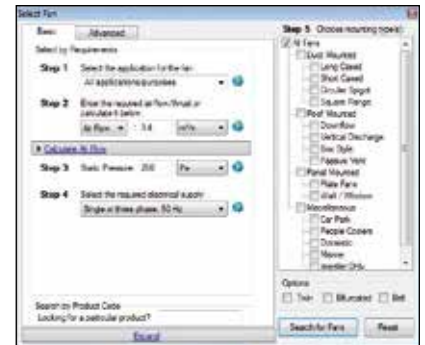 Select Fan
Basic
Advanced
Select by Requirements
Step 1 Select the application for the fan
All applications/purposes
Step 2 Enter the required air flow/thrust or
calculate it below
Air Flow : 3.4 m³/s
Calculate Air Flow
Step 3 Static Pressure 250 Pa
Step 4 Select the required electrical supply
Single or three phase, 50 Hz
Search by Product Code
Looking for a particular product?
Expand
Step 5 Choose mounting type(s)
All Fans
Duct Mounted
Long Cased
Short Cased
Circular Spigot
Square Flange
Roof Mounted
Downflow
Vertical Discharge
Box Style
Passive Vent
Panel Mounted
Plate Fans
Wall / Window
Miscellaneous
Car Park
People Coolers
Domestic
Options
Twin
Bifurcated
Search for Fans
Reset